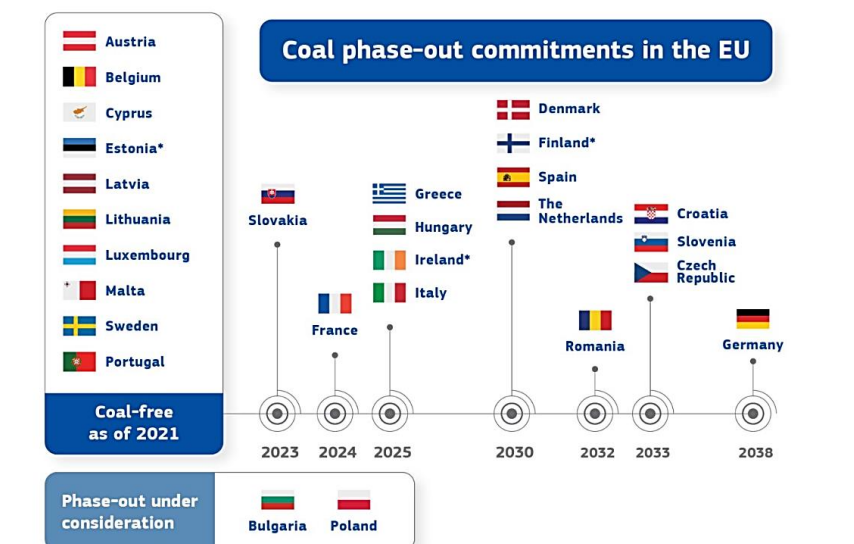 Coal phase-out commitments in the EU
Austria
Belgium
Cyprus
Estonia*
Latvia
Lithuania
Luxembourg
Malta
Sweden
Portugal
Coal-free
as of 2021
Slovakia
France
Greece
Hungary
Ireland*
Italy
Denmark
Finland*
Spain
The
Netherlands
Romania
Croatia
Slovenia
Czech
Republic
Germany
2023
2024
2025
2030
2032
2033
2038
Phase-out under
consideration
Bulgaria
Poland